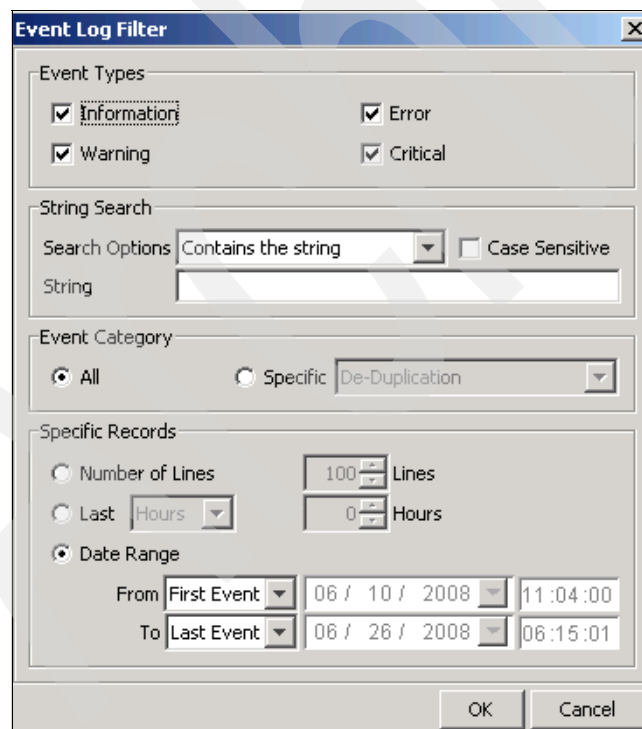 Event Log Filter
Event Types
Information Error
Warning Critical
String Search
Search Options Contains the string Case Sensitive
String
Event Category
All Specific De-Duplication
Specific Records
Number of Lines 100 Lines
Last Hours 0 Hours
Date Range
From First Event 06 / 10 / 2008 11:04:00
To Last Event 06 / 26 / 2008 06:15:01
OK Cancel